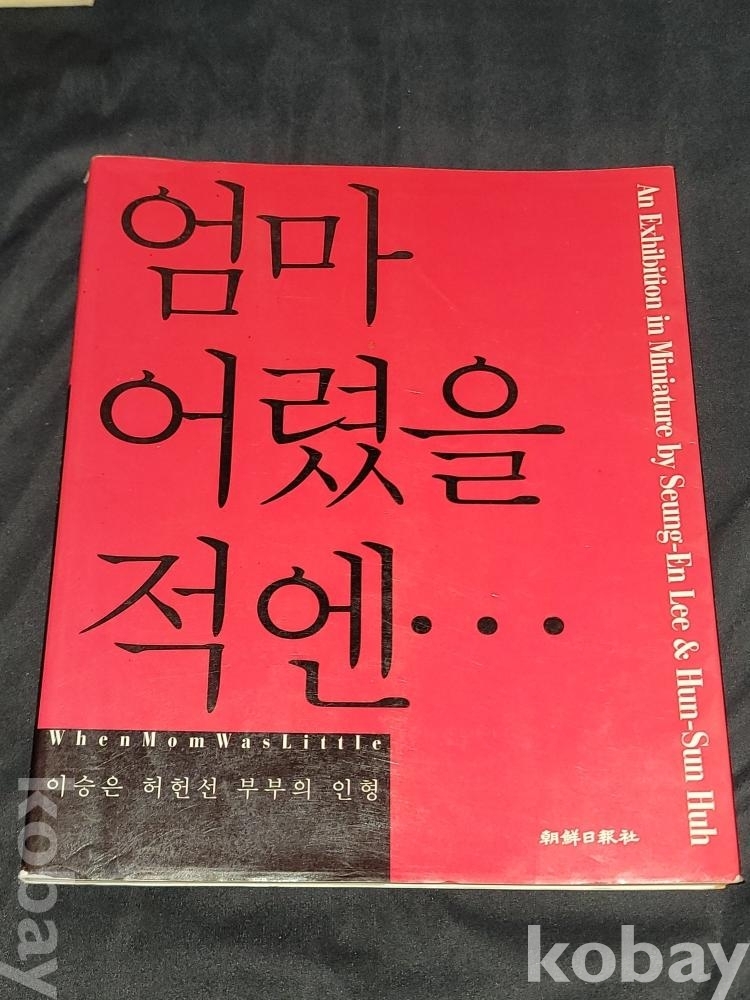 엄마
어렸을
적엔...
WhenMomWasLittle
이승은 허헌선 부부의 인형
An Exhibition in Miniature by Seung-En Lee & Hun-Sun Huh
朝鮮日報社
kobay
kobay